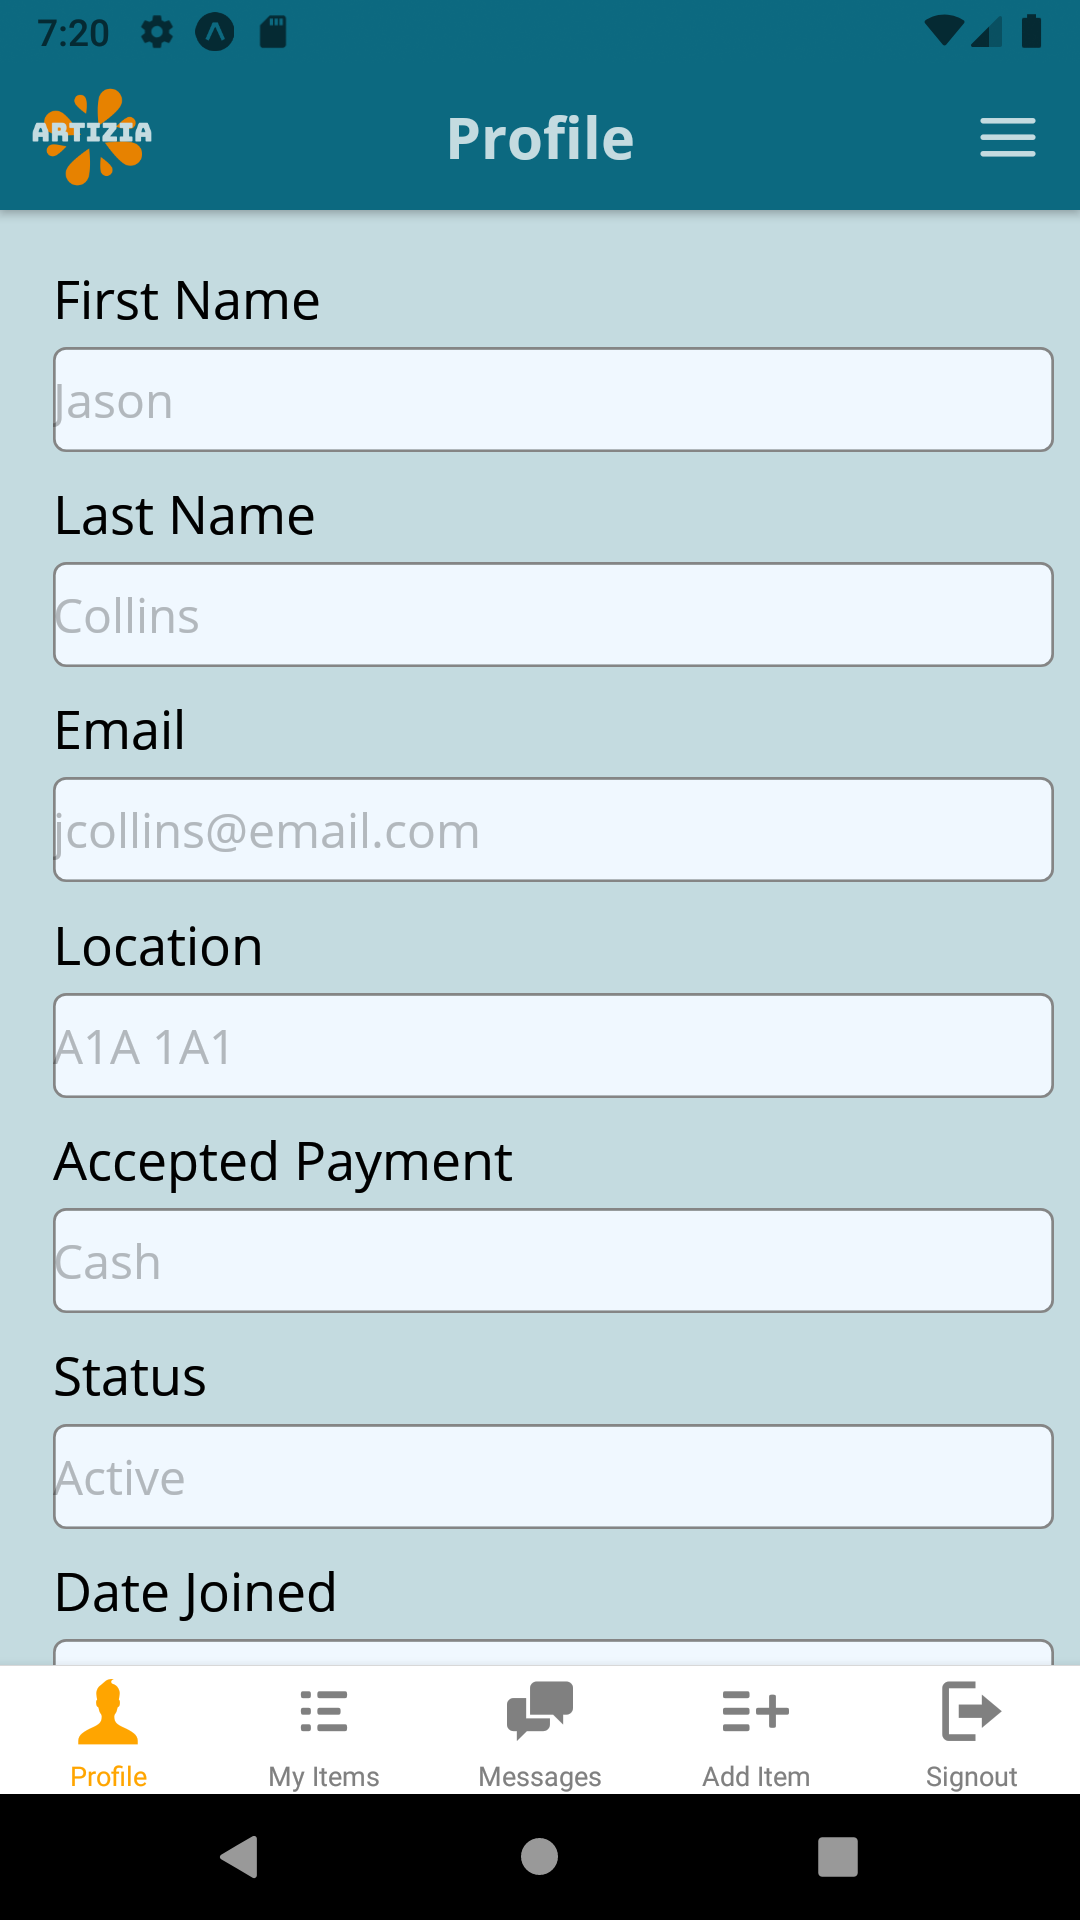 7:20
ARTIZIA
Profile
First Name
Jason
Last Name
Collins
Email
jcollins@email.com
Location
A1A 1A1
Accepted Payment
Cash
Status
Active
Date Joined
Profile
My Items
Messages
Add Item
Signout